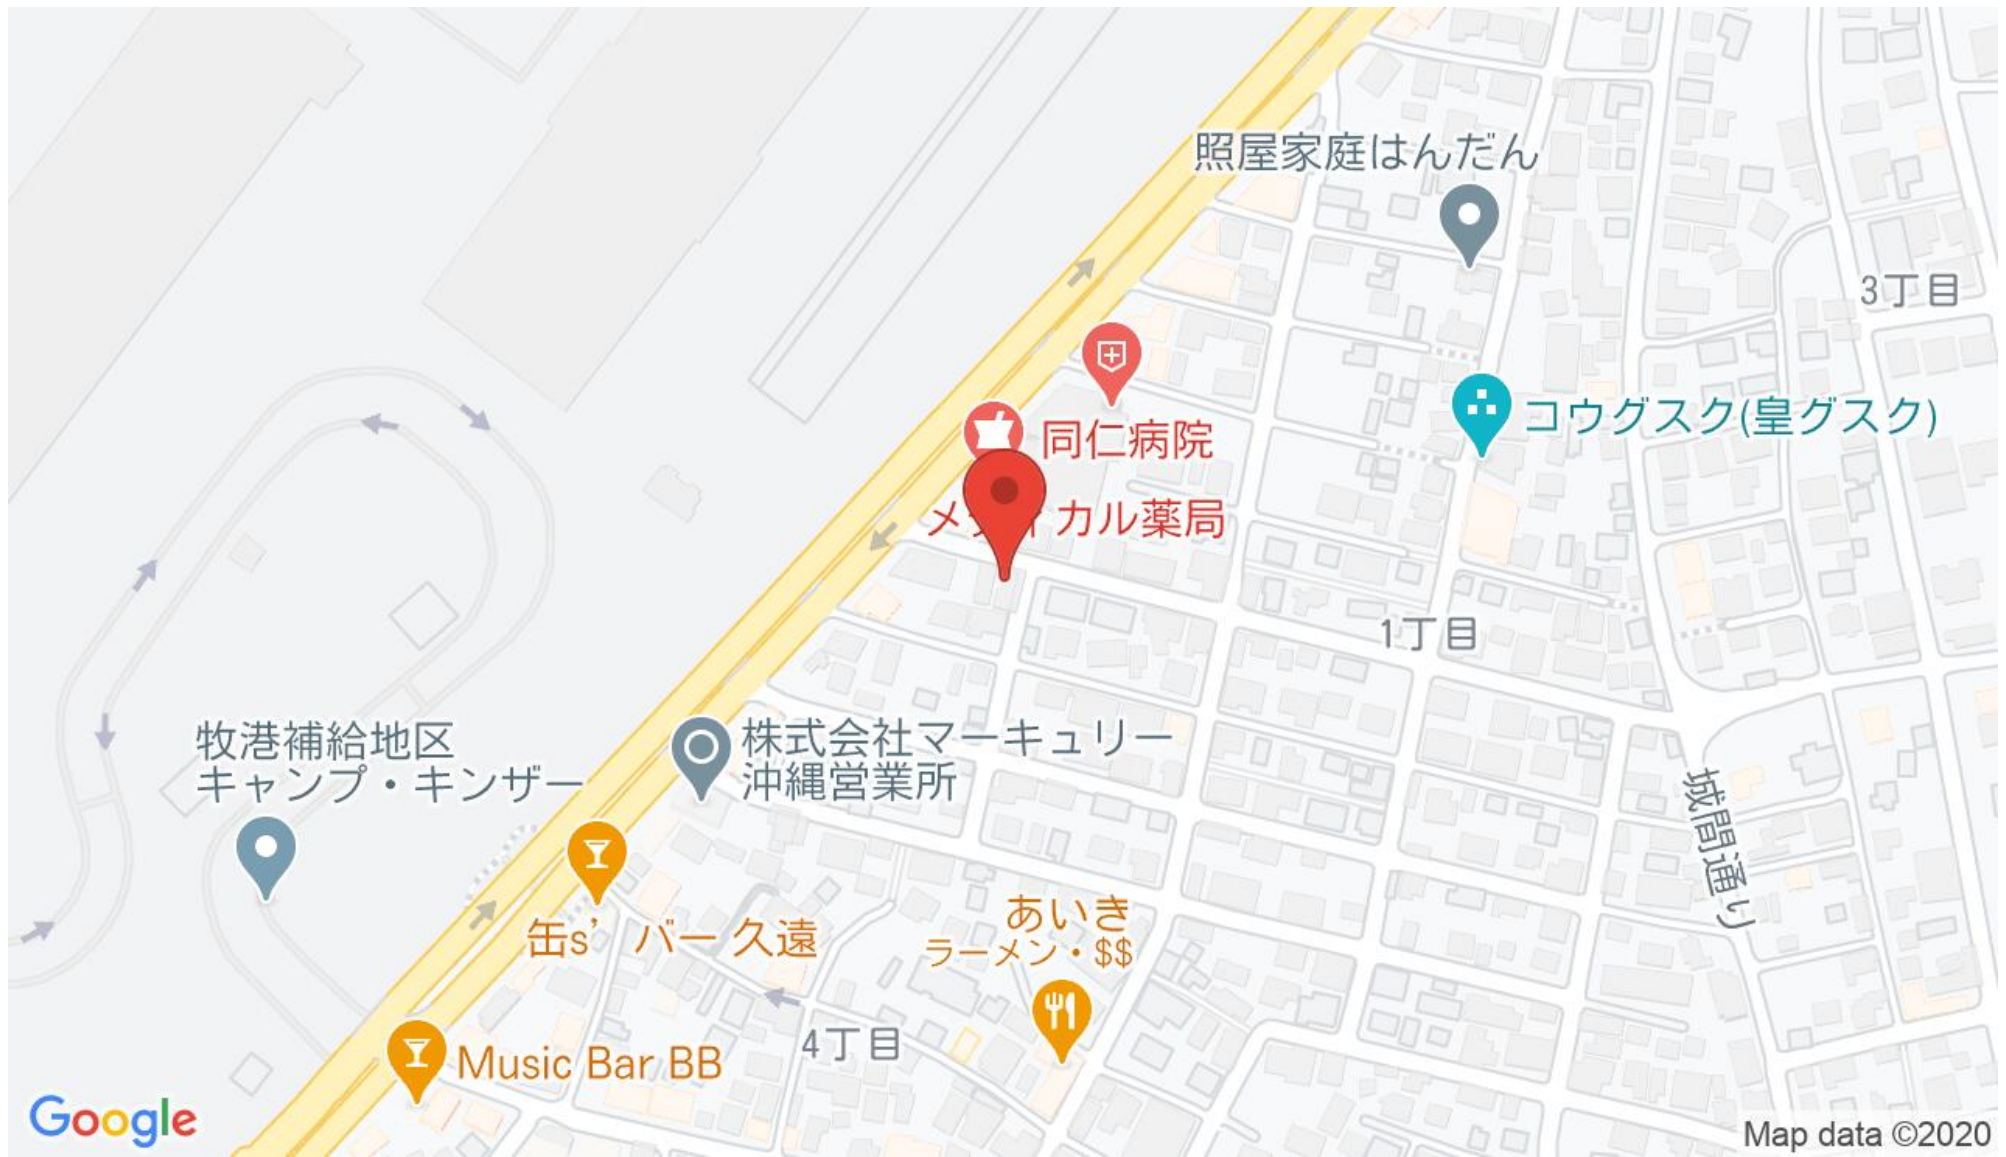 照屋家庭はんだん
3丁目
コウグスク(皇グスク)
同仁病院
カル薬局
1丁目
牧港補給地区
キャンプ・キンザー
株式会社マーキュリー
沖縄営業所
城間通り
缶s’ バー 久遠
あいき
ラーメン・$$
4丁目
Music Bar BB
Google
Map data ©2020